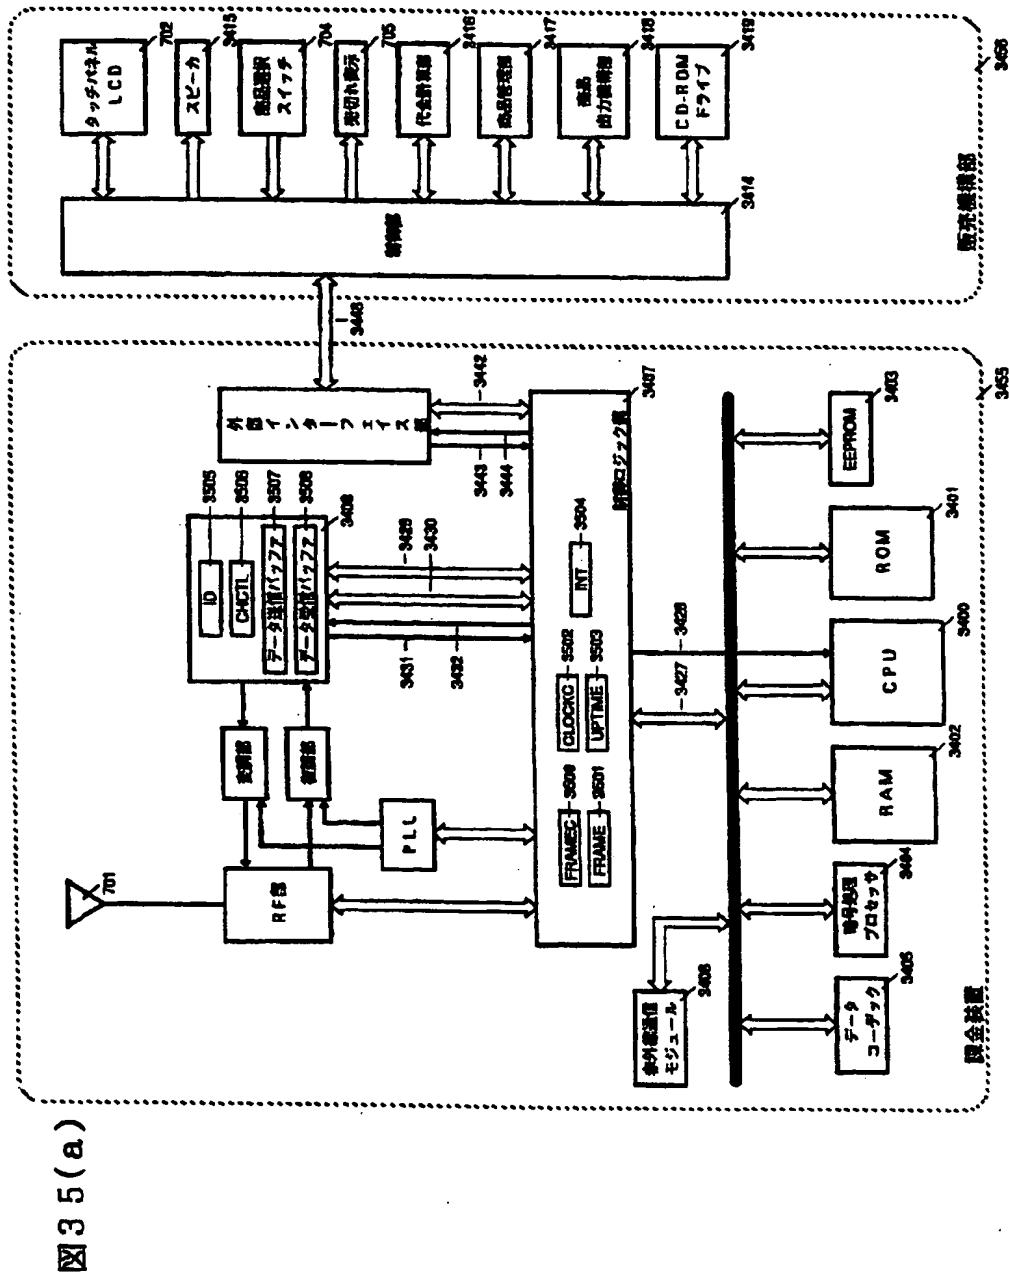 図35(a)
タッチパネル
LCD
702
スピーカ
3415
商品選択
スイッチ
704
売切れ表示
705
代金計算部
3416
商品管理部
3417
商品
出力機構部
3418
CD-ROM
ドライブ
3419
制御部
3414
販売機構部
3456
3448
外部インターフェイス部
3442
3443
3444
ID
3505
CHCTL
3506
データ送信バッファ
3507
データ受信バッファ
3508
3408
3429
3430
3431
3432
変調部
復調部
PLL
RF部
701
制御ロジック部
3407
INT
3504
CLOCKC
3502
UPTIME
3503
FRAMEC
3509
FRAME
3501
3427
3428
EEPROM
3403
ROM
3401
CPU
3400
RAM
3402
暗号処理
プロセッサ
3404
データ
コーデック
3405
赤外線通信
モジュール
3406
課金装置
3455